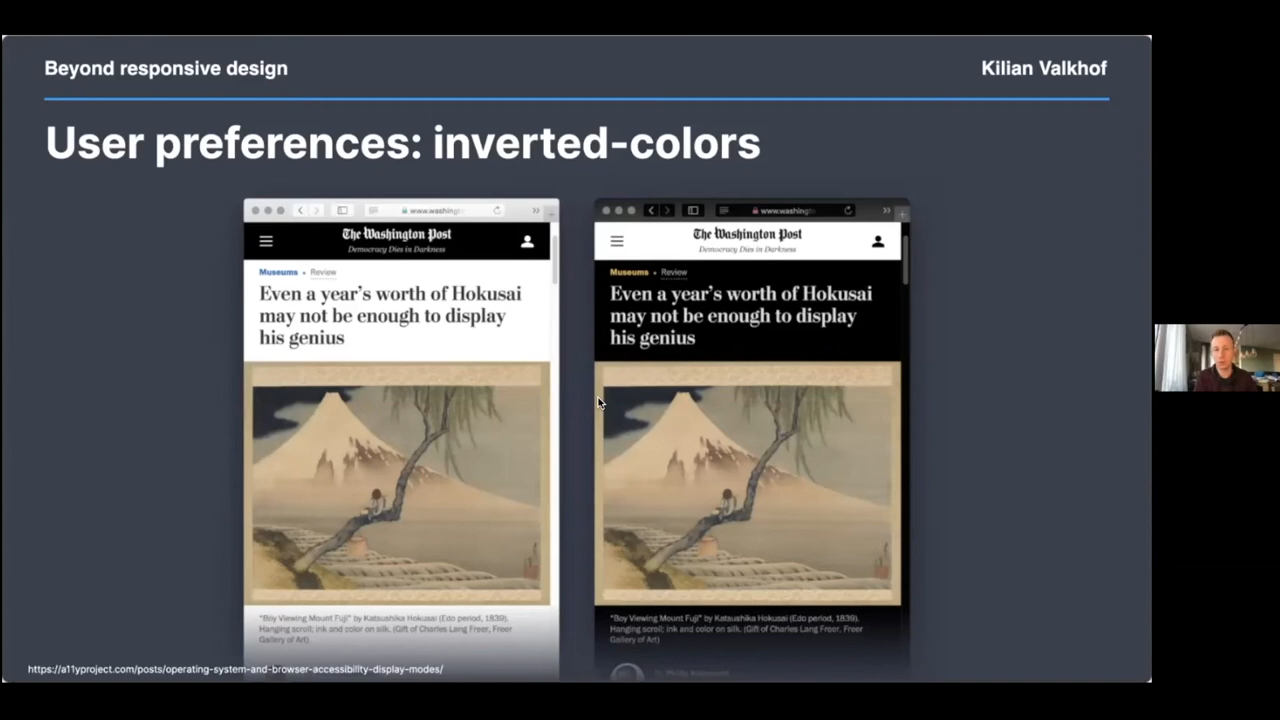 Beyond responsive design
Kilian Valkhof
User preferences: inverted-colors
www.washingt
The Washington Post
Democracy Dies in Darkness
Museums • Review
Even a year's worth of Hokusai
may not be enough to display
his genius
"Boy Viewing Mount Fuji" by Katsushika Hokusai (Edo period, 1839).
Hanging scroll; ink and color on silk. (Gift of Charles Lang Freer, Freer
Gallery of Art)
www.washingt
The Washington Post
Democracy Dies in Darkness
Museums • Review
Even a year's worth of Hokusai
may not be enough to display
his genius
"Boy Viewing Mount Fuji" by Katsushika Hokusai (Edo period, 1839).
Hanging scroll; ink and color on silk. (Gift of Charles Lang Freer, Freer
Gallery of Art)
https://a11yproject.com/posts/operating-system-and-browser-accessibility-display-modes/